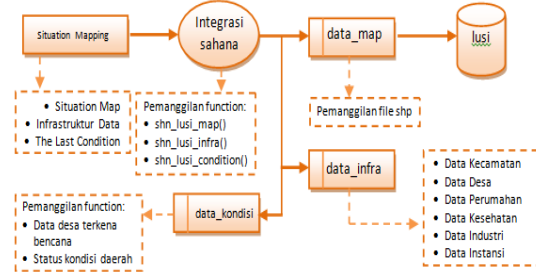 Situation Mapping
Integrasi
sahana
data_map
lusi
• Situation Map
• Infrastruktur Data
• The Last Condition
Pemanggilan function:
• shn_lusi_map()
• shn_lusi_infra()
• shn_lusi_condition()
Pemanggilan file shp
data_infra
• Data Kecamatan
• Data Desa
• Data Perumahan
• Data Kesehatan
• Data Industri
• Data Instansi
data_kondisi
Pemanggilan function:
• Data desa terkena
bencana
• Status kondisi daerah